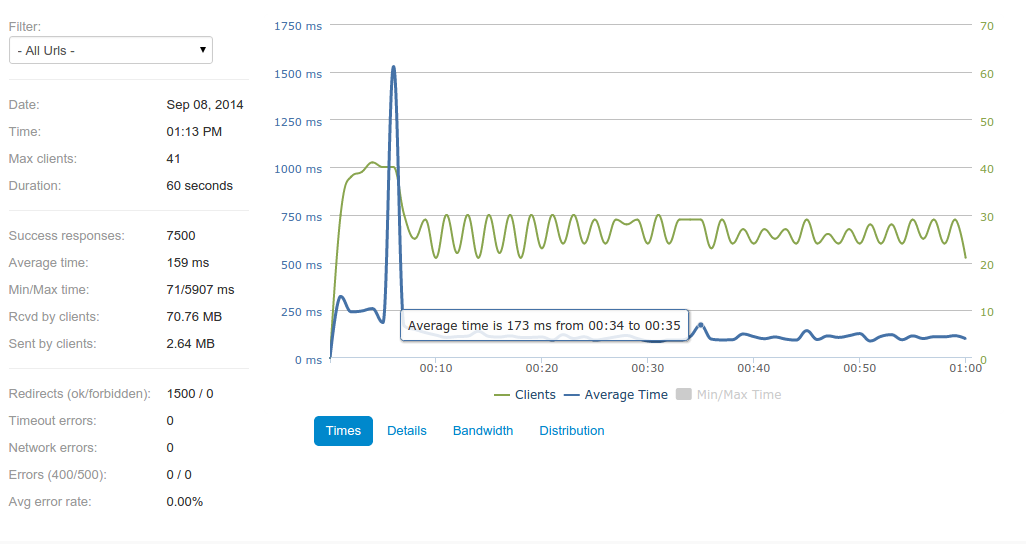 Filter:
- All Urls -
Date: Sep 08, 2014
Time: 01:13 PM
Max clients: 41
Duration: 60 seconds
Success responses: 7500
Average time: 159 ms
Min/Max time: 71/5907 ms
Rcvd by clients: 70.76 MB
Sent by clients: 2.64 MB
Redirects (ok/forbidden): 1500 / 0
Timeout errors: 0
Network errors: 0
Errors (400/500): 0 / 0
Avg error rate: 0.00%
1750 ms 70
1500 ms 60
1250 ms 50
1000 ms 40
750 ms 30
500 ms 20
250 ms 10
Average time is 173 ms from 00:34 to 00:35
0 ms 0
00:10 00:20 00:30 00:40 00:50 01:00
Clients Average Time Min/Max Time
Times Details Bandwidth Distribution